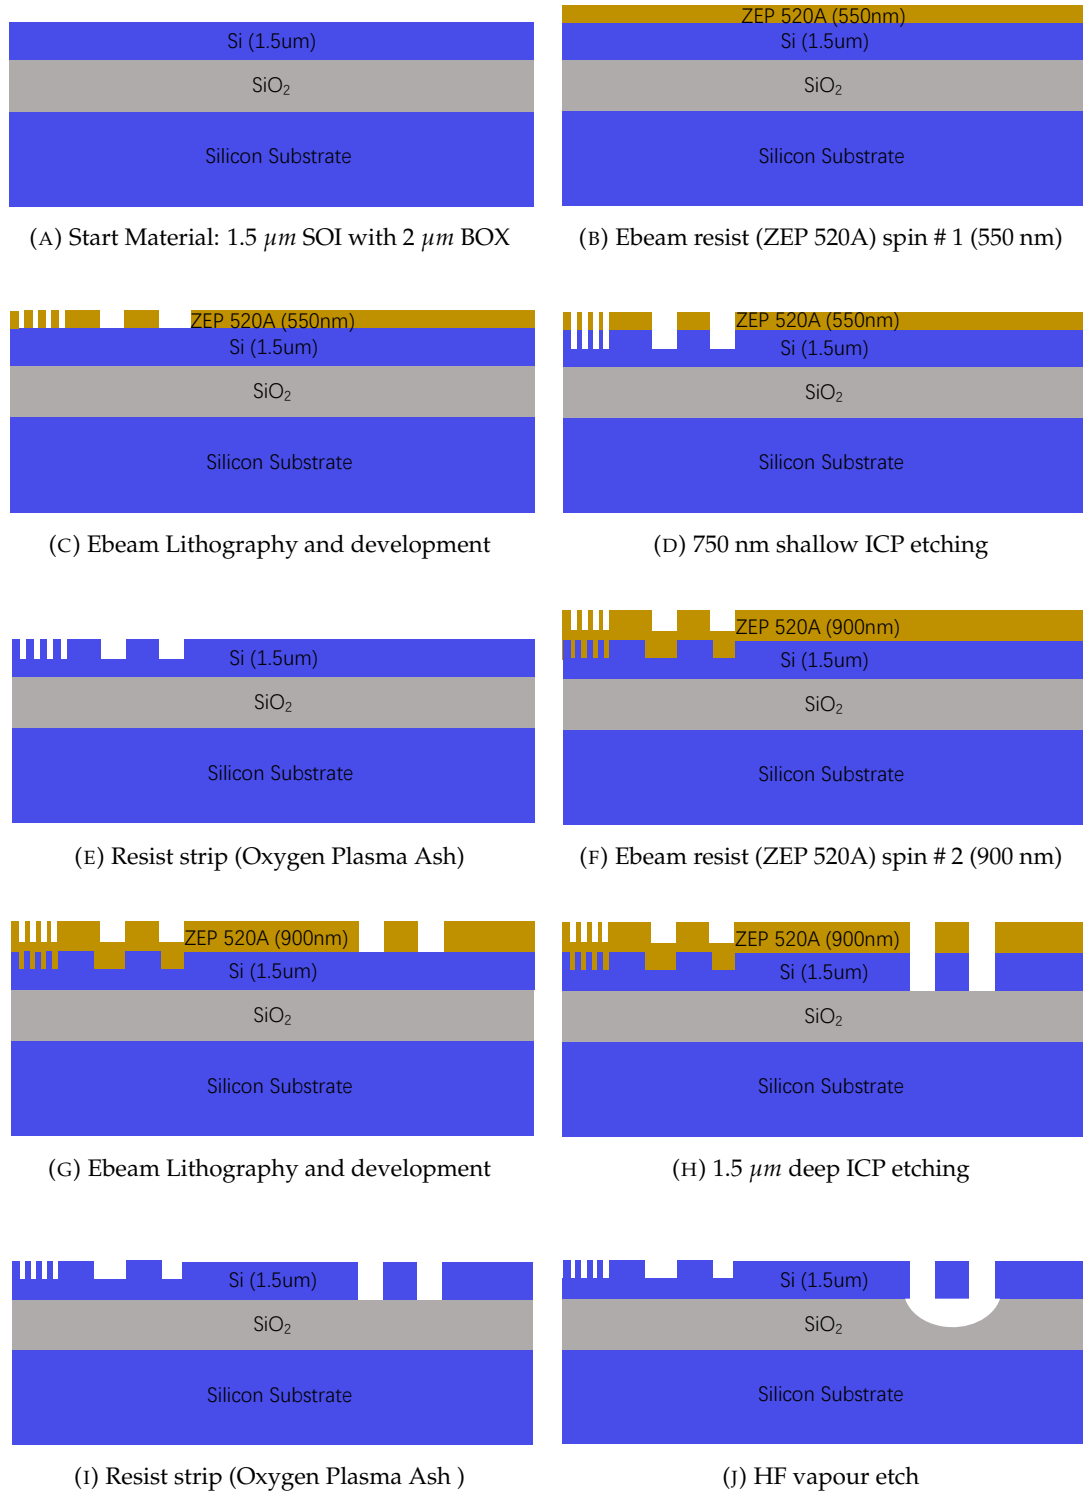 Si (1.5um)
SiO₂
Silicon Substrate
(A) Start Material: 1.5 μm SOI with 2 μm BOX
ZEP 520A (550nm)
Si (1.5um)
SiO₂
Silicon Substrate
(B) Ebeam resist (ZEP 520A) spin # 1 (550 nm)
ZEP 520A (550nm)
Si (1.5um)
SiO₂
Silicon Substrate
(C) Ebeam Lithography and development
ZEP 520A (550nm)
Si (1.5um)
SiO₂
Silicon Substrate
(D) 750 nm shallow ICP etching
Si (1.5um)
SiO₂
Silicon Substrate
(E) Resist strip (Oxygen Plasma Ash)
ZEP 520A (900nm)
Si (1.5um)
SiO₂
Silicon Substrate
(F) Ebeam resist (ZEP 520A) spin # 2 (900 nm)
ZEP 520A (900nm)
Si (1.5um)
SiO₂
Silicon Substrate
(G) Ebeam Lithography and development
ZEP 520A (900nm)
Si (1.5um)
SiO₂
Silicon Substrate
(H) 1.5 μm deep ICP etching
Si (1.5um)
SiO₂
Silicon Substrate
(I) Resist strip (Oxygen Plasma Ash )
Si (1.5um)
SiO₂
Silicon Substrate
(J) HF vapour etch